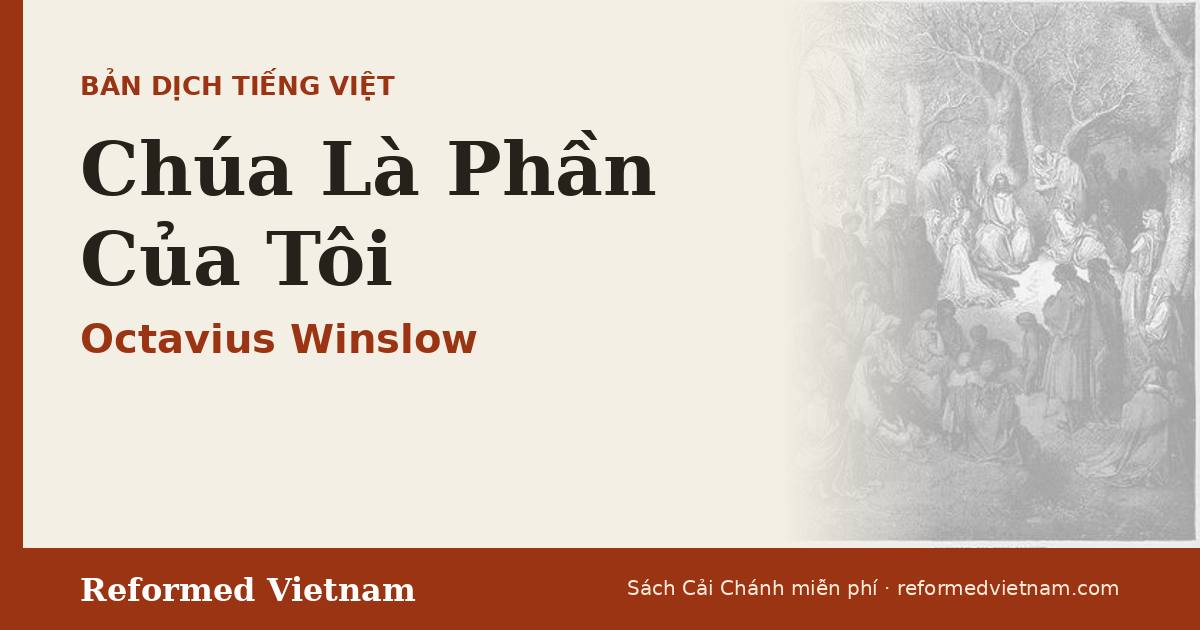 BẢN DỊCH TIẾNG VIỆT
Chúa Là Phần
Của Tôi
Octavius Winslow
Reformed Vietnam
Sách Cải Chánh miễn phí · reformedvietnam.com